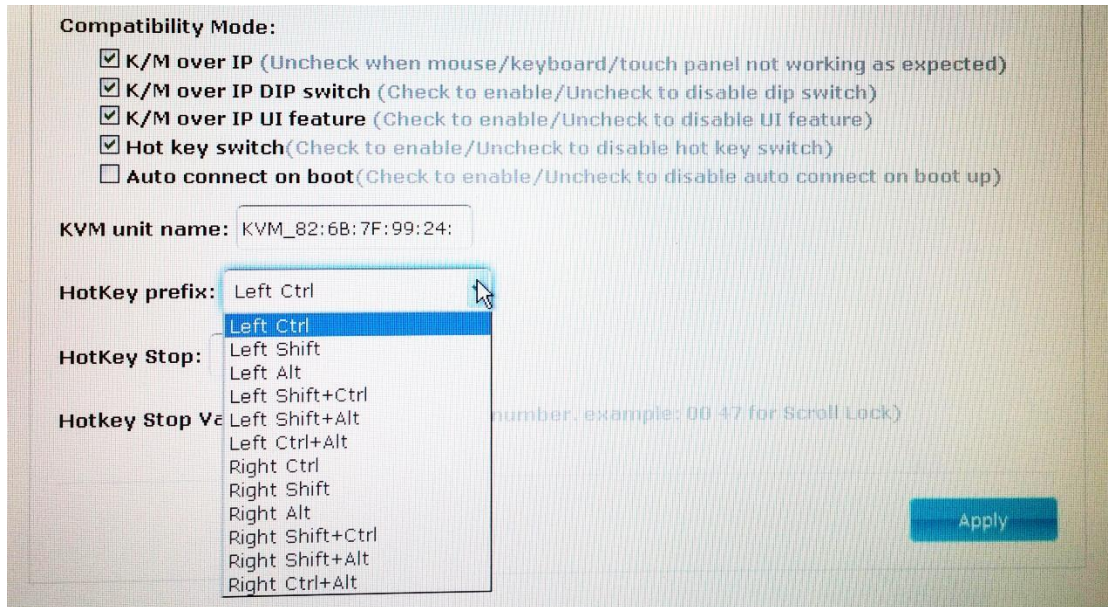 Compatibility Mode:
K/M over IP (Uncheck when mouse/keyboard/touch panel not working as expected)
K/M over IP DIP switch (Check to enable/Uncheck to disable dip switch)
K/M over IP UI feature (Check to enable/Uncheck to disable UI feature)
Hot key switch(Check to enable/Uncheck to disable hot key switch)
Auto connect on boot(Check to enable/Uncheck to disable auto connect on boot up)
KVM unit name: KVM_82:6B:7F:99:24:
HotKey prefix: Left Ctrl
Left Ctrl
Left Shift
HotKey Stop:
Left Alt
Left Shift+Ctrl
Hotkey Stop Va Left Shift+Alt number, example: 00 47 for Scroll Lock)
Left Ctrl+Alt
Right Ctrl
Right Shift
Right Alt
Apply
Right Shift+Ctrl
Right Shift+Alt
Right Ctrl+Alt